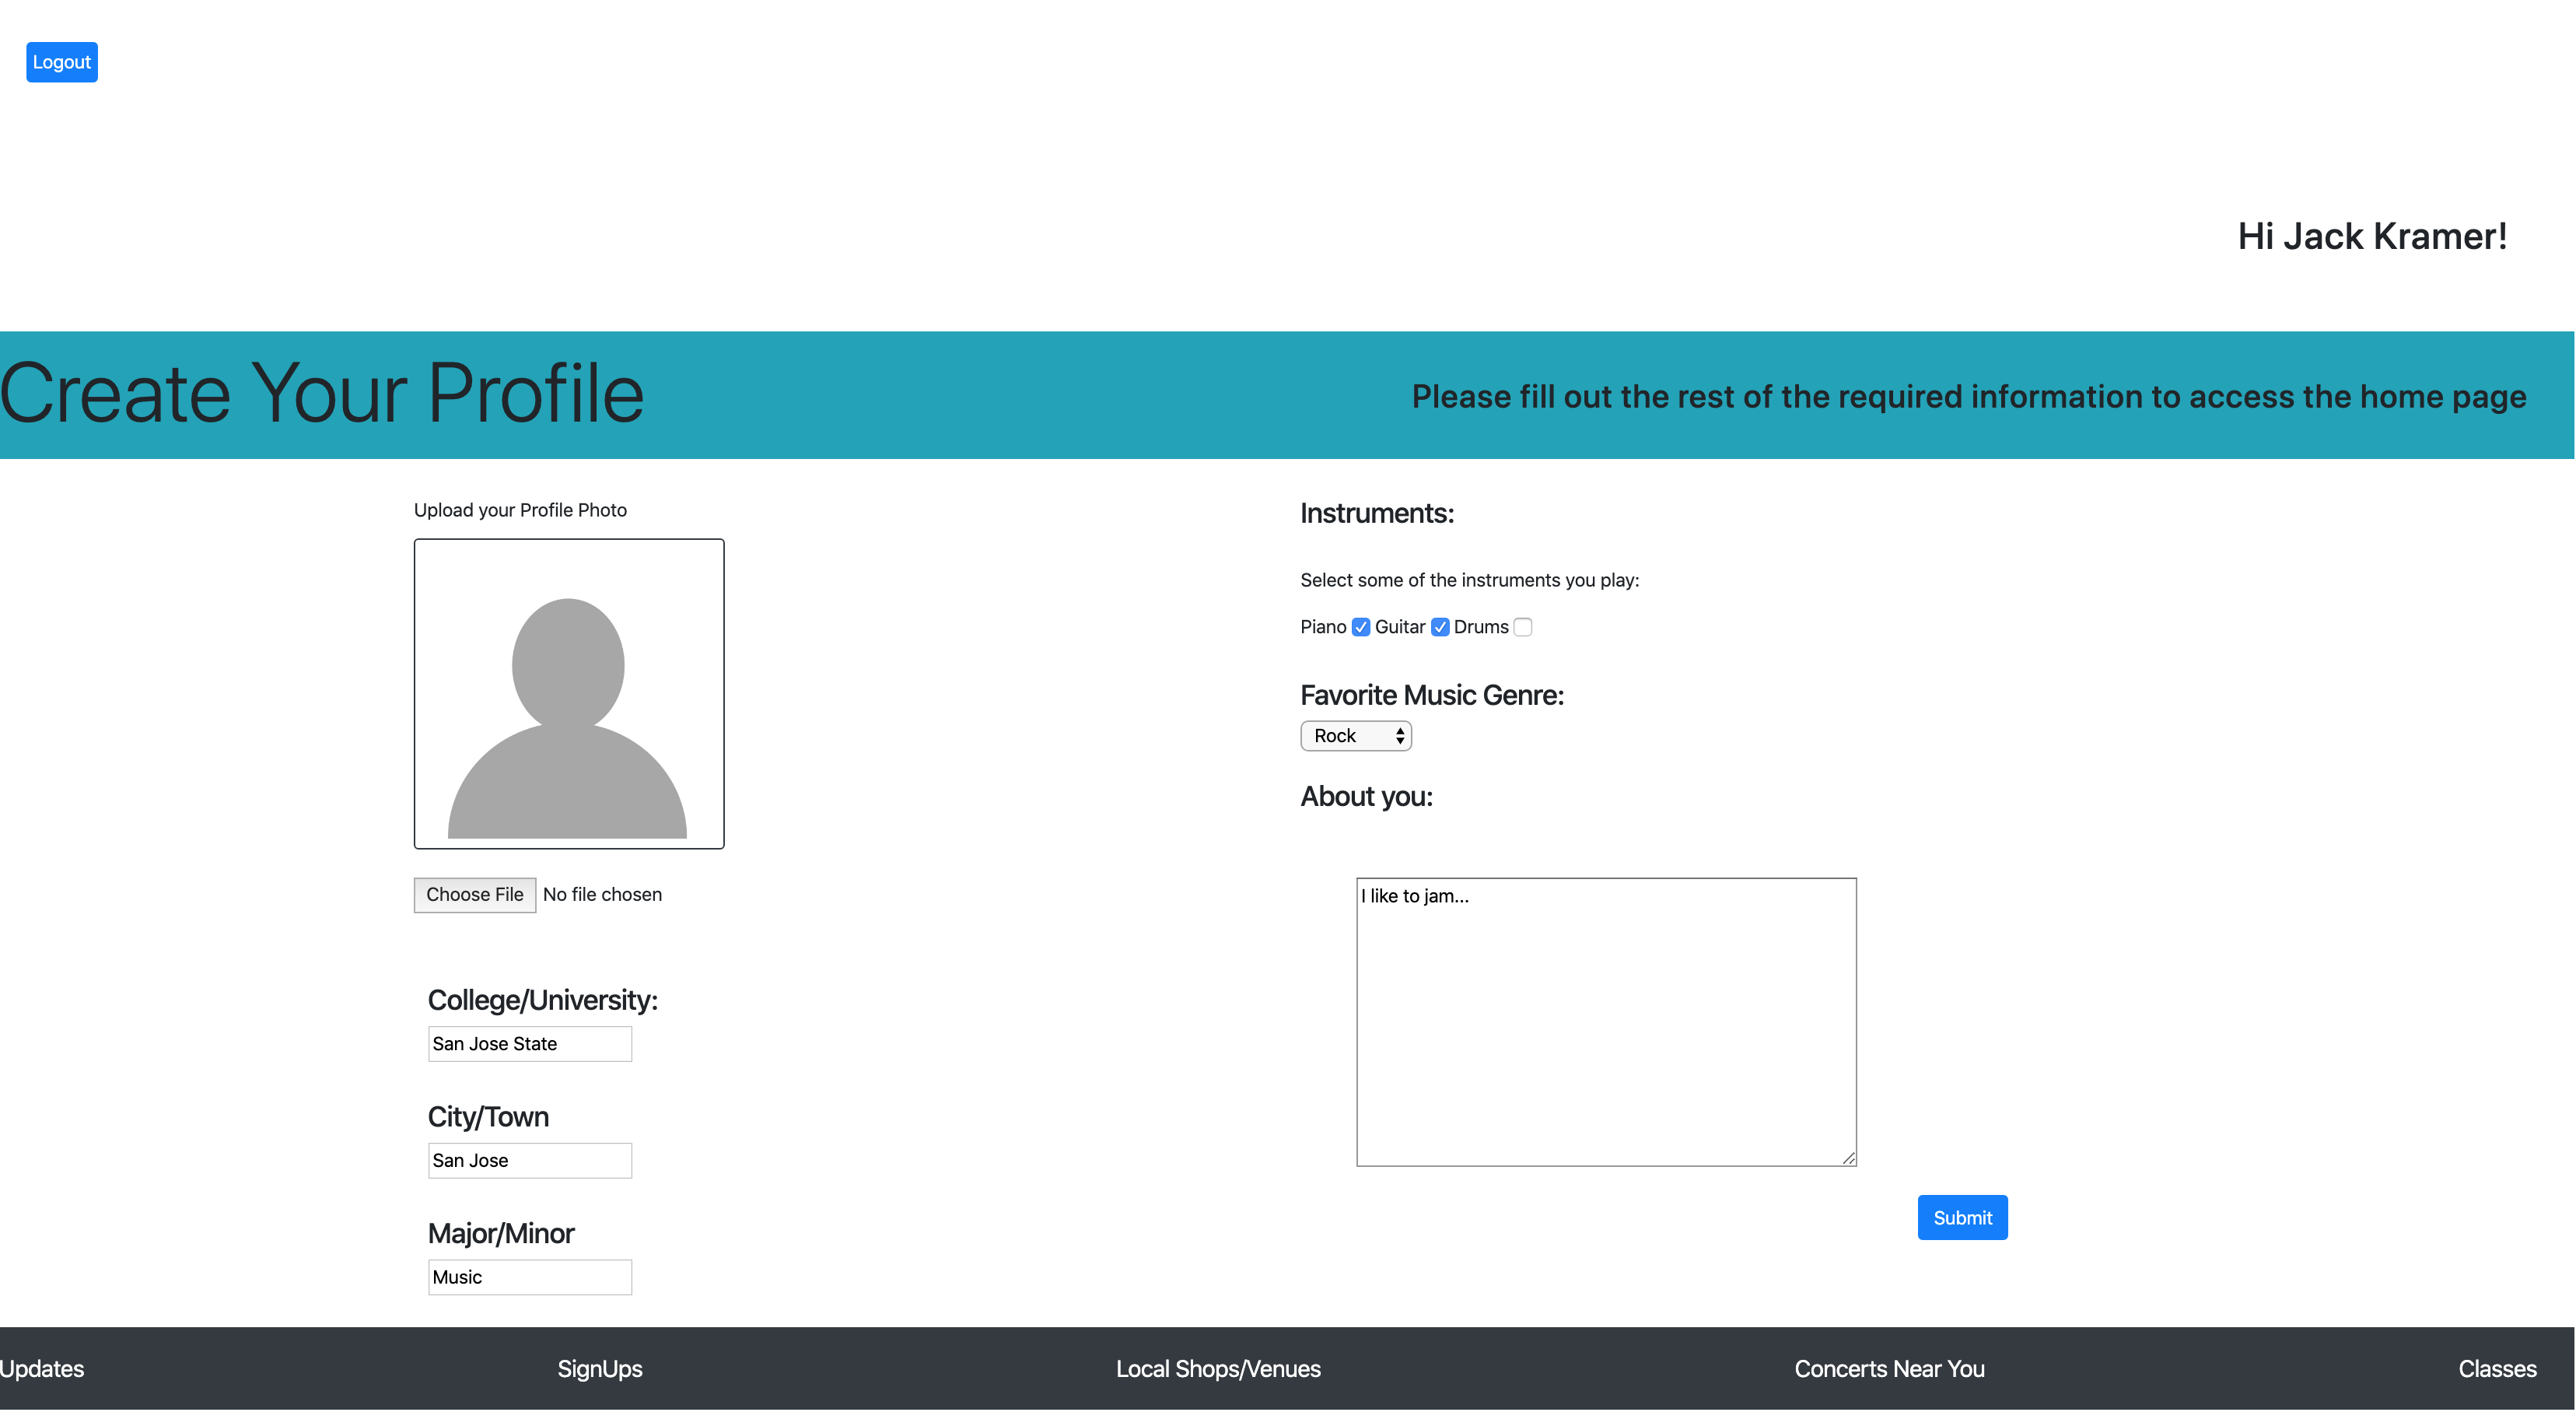 Logout
Hi Jack Kramer!
Create Your Profile
Please fill out the rest of the required information to access the home page
Upload your Profile Photo
Choose File No file chosen
College/University:
San Jose State
City/Town
San Jose
Major/Minor
Music
Instruments:
Select some of the instruments you play:
Piano Guitar Drums
Favorite Music Genre:
Rock
About you:
I like to jam...
Submit
Updates SignUps Local Shops/Venues Concerts Near You Classes